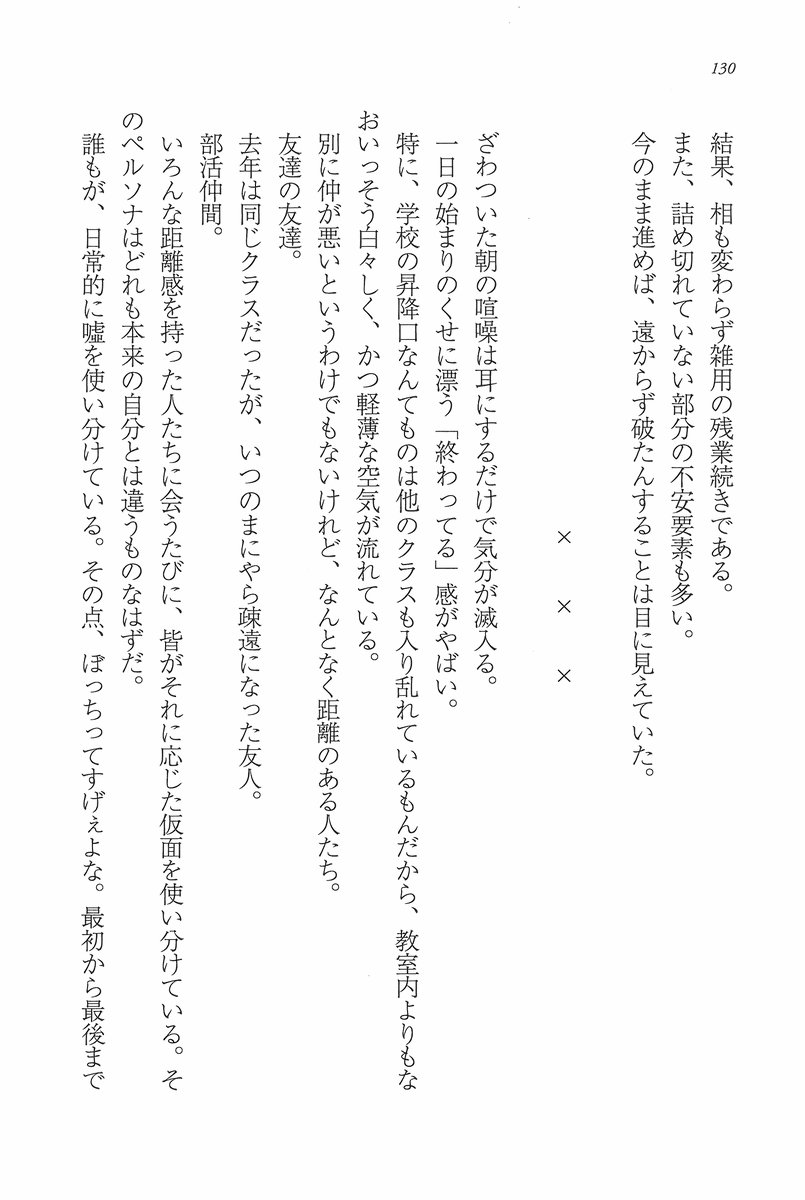 130
結果、相も変わらず雑用の残業続きである。
また、詰め切れていない部分の不安要素も多い。
今のまま進めば、遠からず破たんすることは目に見えていた。
× × ×
ざわついた朝の喧噪は耳にするだけで気分が滅入る。
一日の始まりのくせに漂う「終わってる」感がやばい。
特に、学校の昇降口なんてものは他のクラスも入り乱れているもんだから、教室内よりもな
おいっそう白々しく、かつ軽薄な空気が流れている。
別に仲が悪いというわけでもないけれど、なんとなく距離のある人たち。
友達の友達。
去年は同じクラスだったが、いつのまにやら疎遠になった友人。
部活仲間。
いろんな距離感を持った人たちに会うたびに、皆がそれに応じた仮面を使い分けている。そ
のペルソナはどれも本来の自分とは違うものなはずだ。
誰もが、日常的に嘘を使い分けている。その点、ぼっちってすげぇよな。最初から最後まで